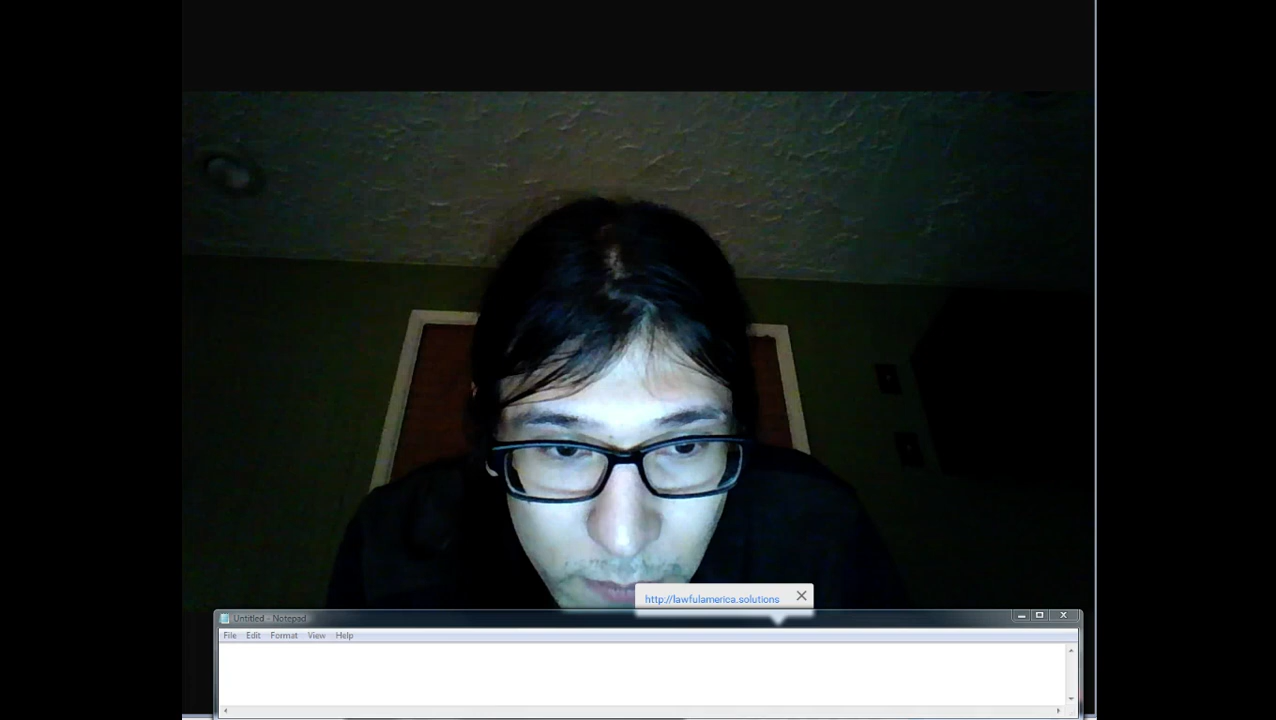 http://lawfulamerica.solutions
Untitled - Notepad
File Edit Format View Help